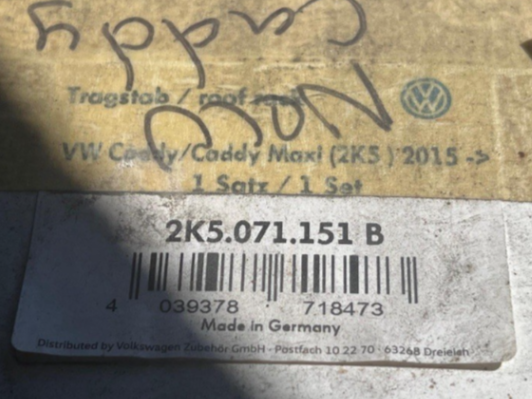 Caddy
Neu
Tragstab / roof rack
VW Caddy/Caddy Maxi (2K5 ) 2015 ->
1 Satz / 1 Set
2K5.071.151 B
4 039378 718473
Made in Germany
Distributed by Volkswagen Zubehör GmbH - Postfach 10 22 70 · 63268 Dreieich